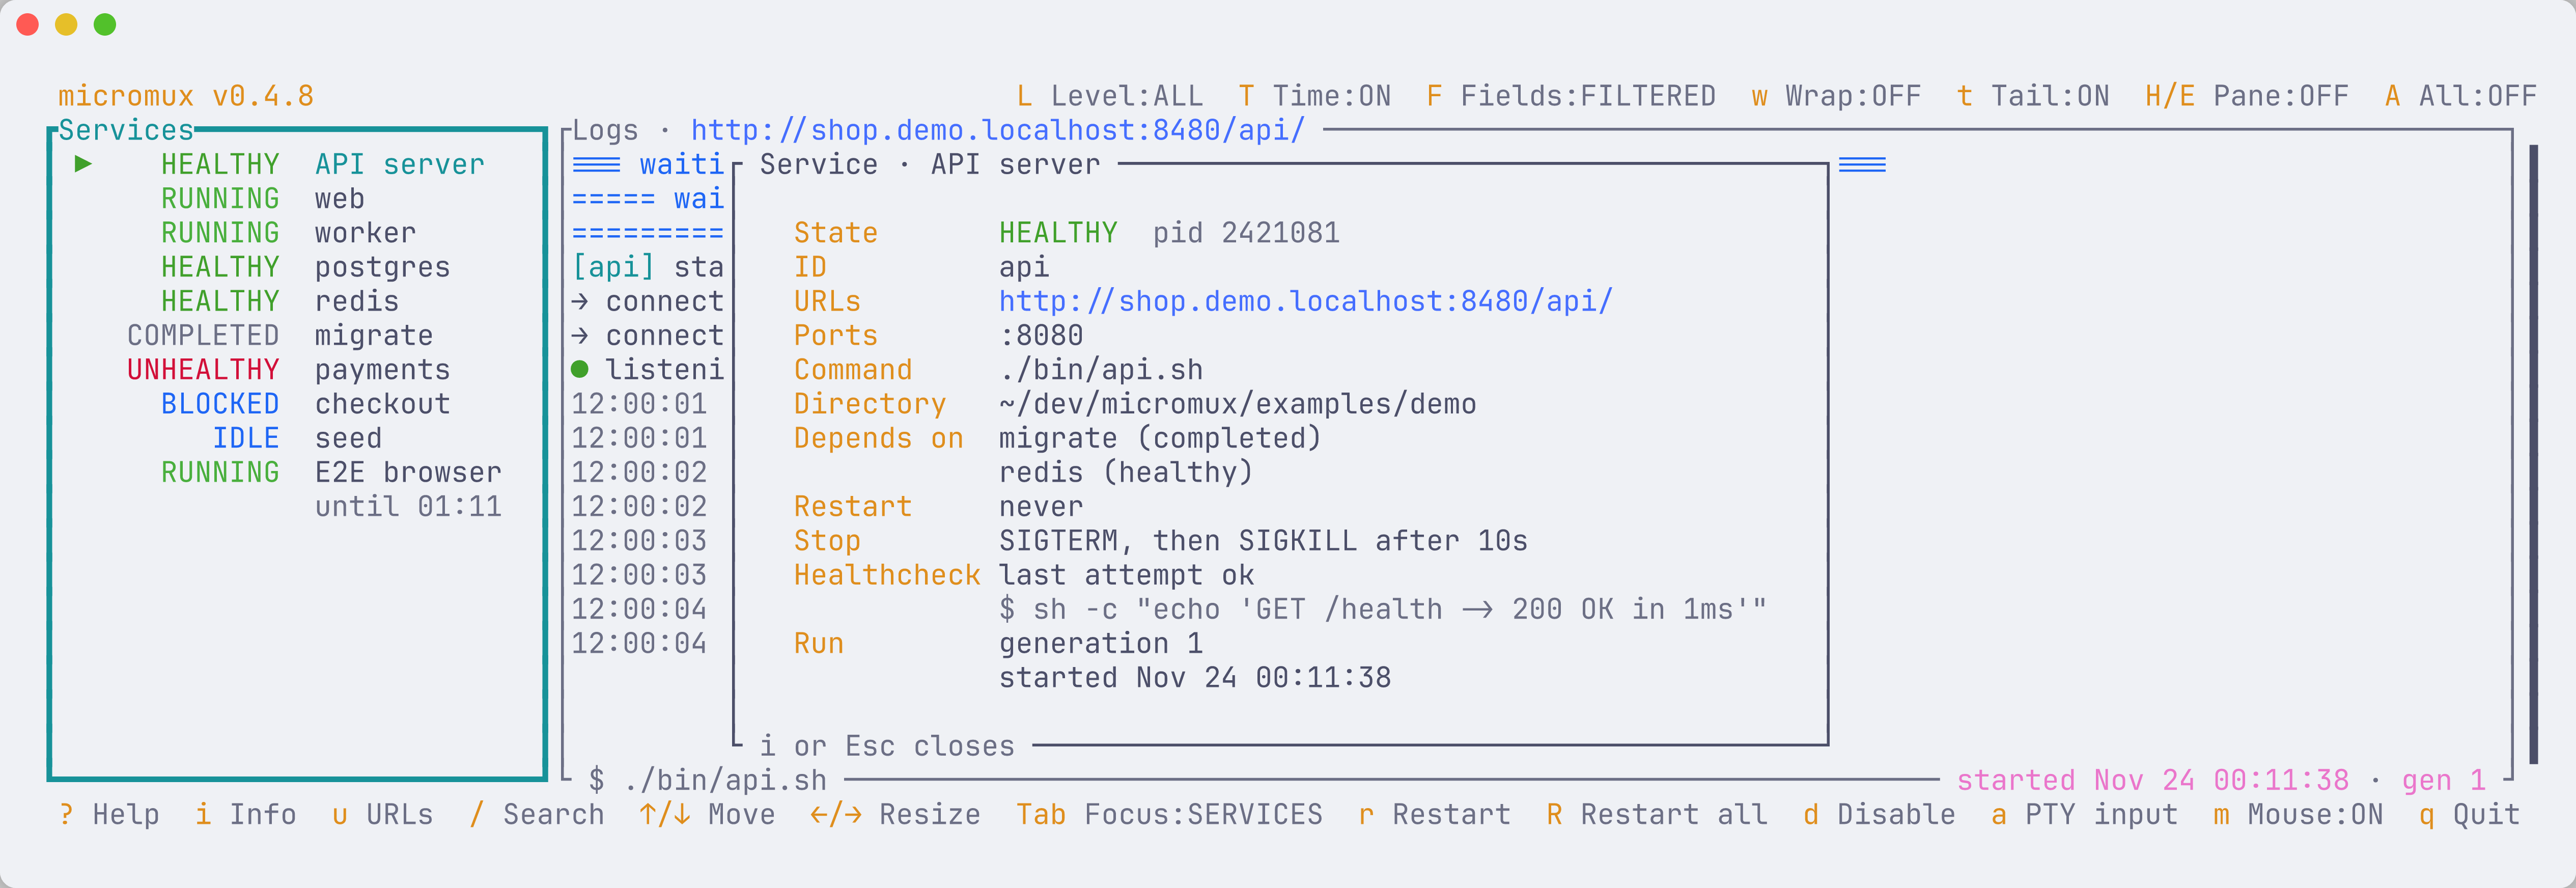 micromux v0.4.8 L Level:ALL T Time:ON F Fields:FILTERED w Wrap:OFF t Tail:ON H/E Pane:OFF A All:OFF
Services
▶ HEALTHY API server
RUNNING web
RUNNING worker
HEALTHY postgres
HEALTHY redis
COMPLETED migrate
UNHEALTHY payments
BLOCKED checkout
IDLE seed
RUNNING E2E browser
until 01:11
Logs · http://shop.demo.localhost:8480/api/
=== waiti ===
===== wai
=========
[api] sta
→ connect
→ connect
● listeni
12:00:01
12:00:01
12:00:02
12:00:02
12:00:03
12:00:03
12:00:04
12:00:04
Service · API server
State HEALTHY pid 2421081
ID api
URLs http://shop.demo.localhost:8480/api/
Ports :8080
Command ./bin/api.sh
Directory ~/dev/micromux/examples/demo
Depends on migrate (completed)
redis (healthy)
Restart never
Stop SIGTERM, then SIGKILL after 10s
Healthcheck last attempt ok
$ sh -c "echo 'GET /health → 200 OK in 1ms'"
Run generation 1
started Nov 24 00:11:38
i or Esc closes
$ ./bin/api.sh started Nov 24 00:11:38 · gen 1
? Help i Info u URLs / Search ↑/↓ Move ←/→ Resize Tab Focus:SERVICES r Restart R Restart all d Disable a PTY input m Mouse:ON q Quit